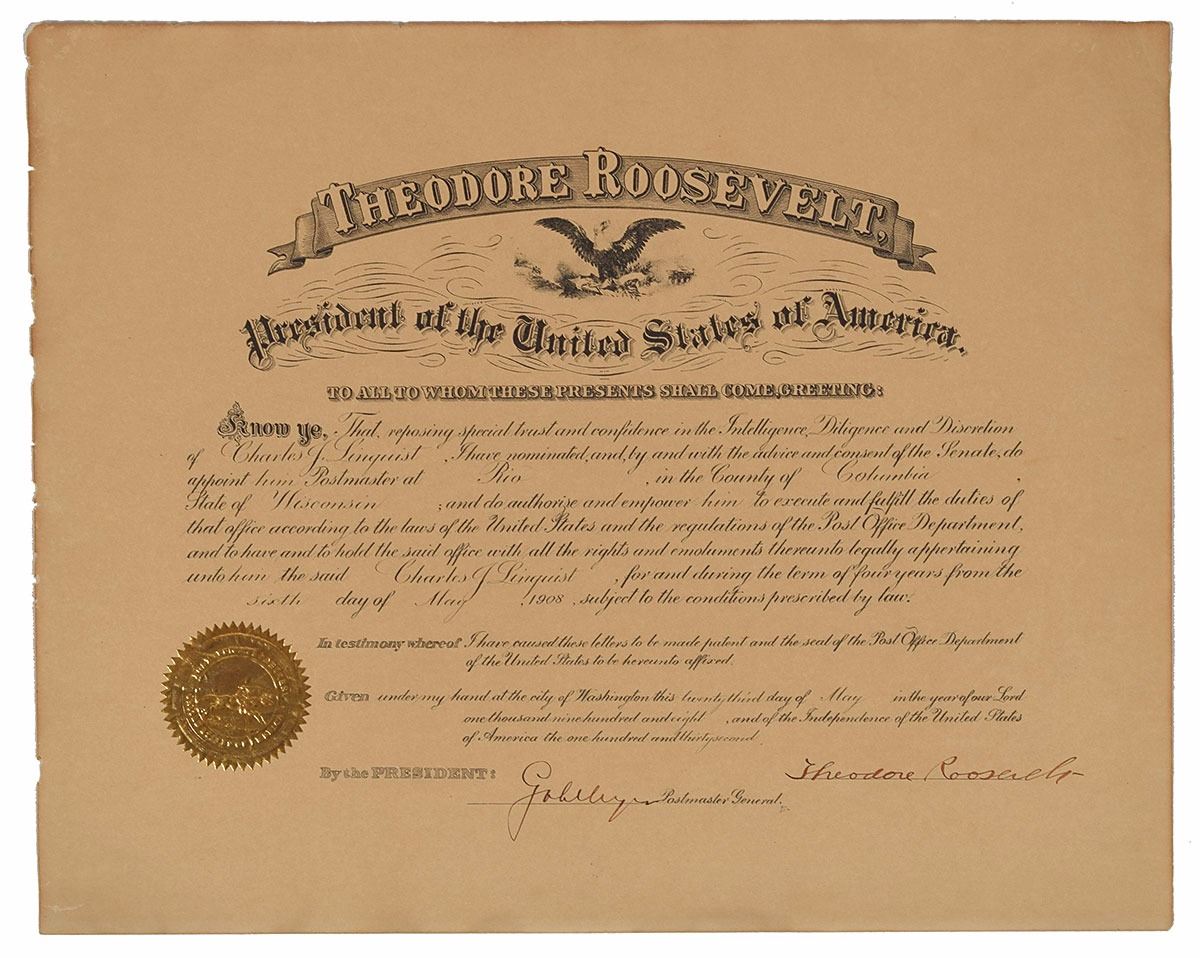 THEODORE ROOSEVELT,
President of the United States of America.
TO ALL TO WHOM THESE PRESENTS SHALL COME, GREETING:
Know ye, That, reposing special trust and confidence in the Intelligence, Diligence and Discretion
of Charles J. Linquist, I have nominated, and, by and with the advice and consent of the Senate, do
appoint him Postmaster at Rio, in the County of Columbia,
State of Wisconsin; and do authorize and empower him to execute and fulfill the duties of
that office according to the laws of the United States and the regulations of the Post Office Department,
and to have and to hold the said office with all the rights and emoluments thereunto legally appertaining
unto him the said Charles J. Linquist, for and during the term of four years from the
sixth day of May, 1908, subject to the conditions prescribed by law.
In testimony whereof I have caused these letters to be made patent and the seal of the Post Office Department
of the United States to be hereunto affixed.
Given under my hand at the city of Washington this twenty third day of May in the year of our Lord
one thousand nine hundred and eight, and of the Independence of the United States
of America the one hundred and thirty second.
By the PRESIDENT:
Theodore Roosevelt
Postmaster General.